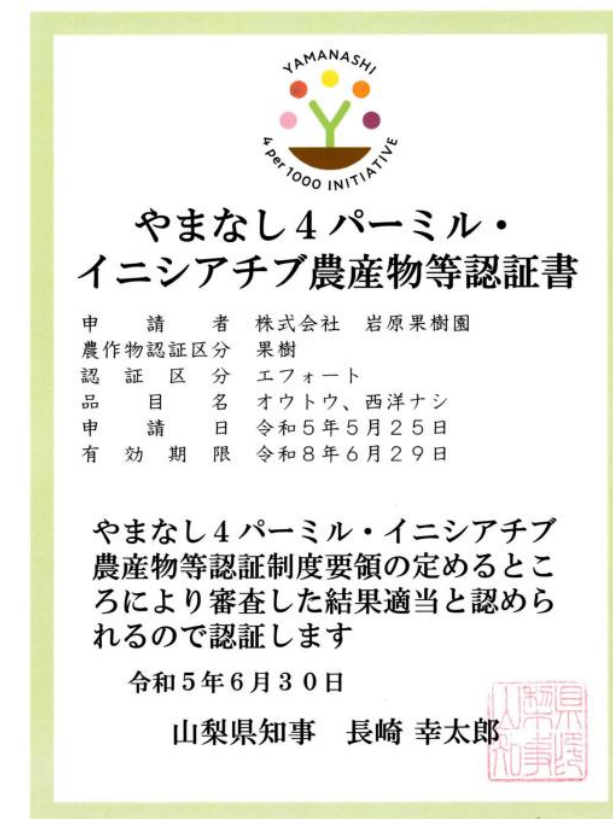 YAMANASHI
4 per 1000 INITIATIVE
やまなし４パーミル・
イニシアチブ農産物等認証書
申請者 株式会社 岩原果樹園
農作物認証区分 果樹
認証区分 エフォート
品目名 オウトウ、西洋ナシ
申請日 令和５年５月２５日
有効期限 令和８年６月２９日
やまなし４パーミル・イニシアチブ
農産物等認証制度要領の定めるとこ
ろにより審査した結果適当と認めら
れるので認証します
令和５年６月３０日
山梨県知事 長崎 幸太郎